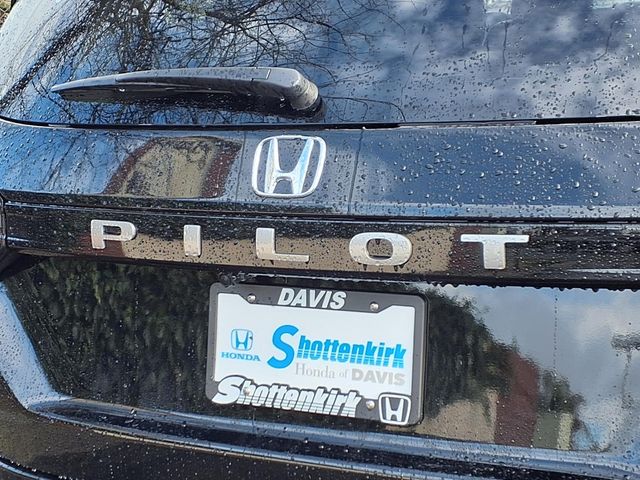 PILOT
DAVIS
HONDA
Shottenkirk
Honda of DAVIS
Shottenkirk